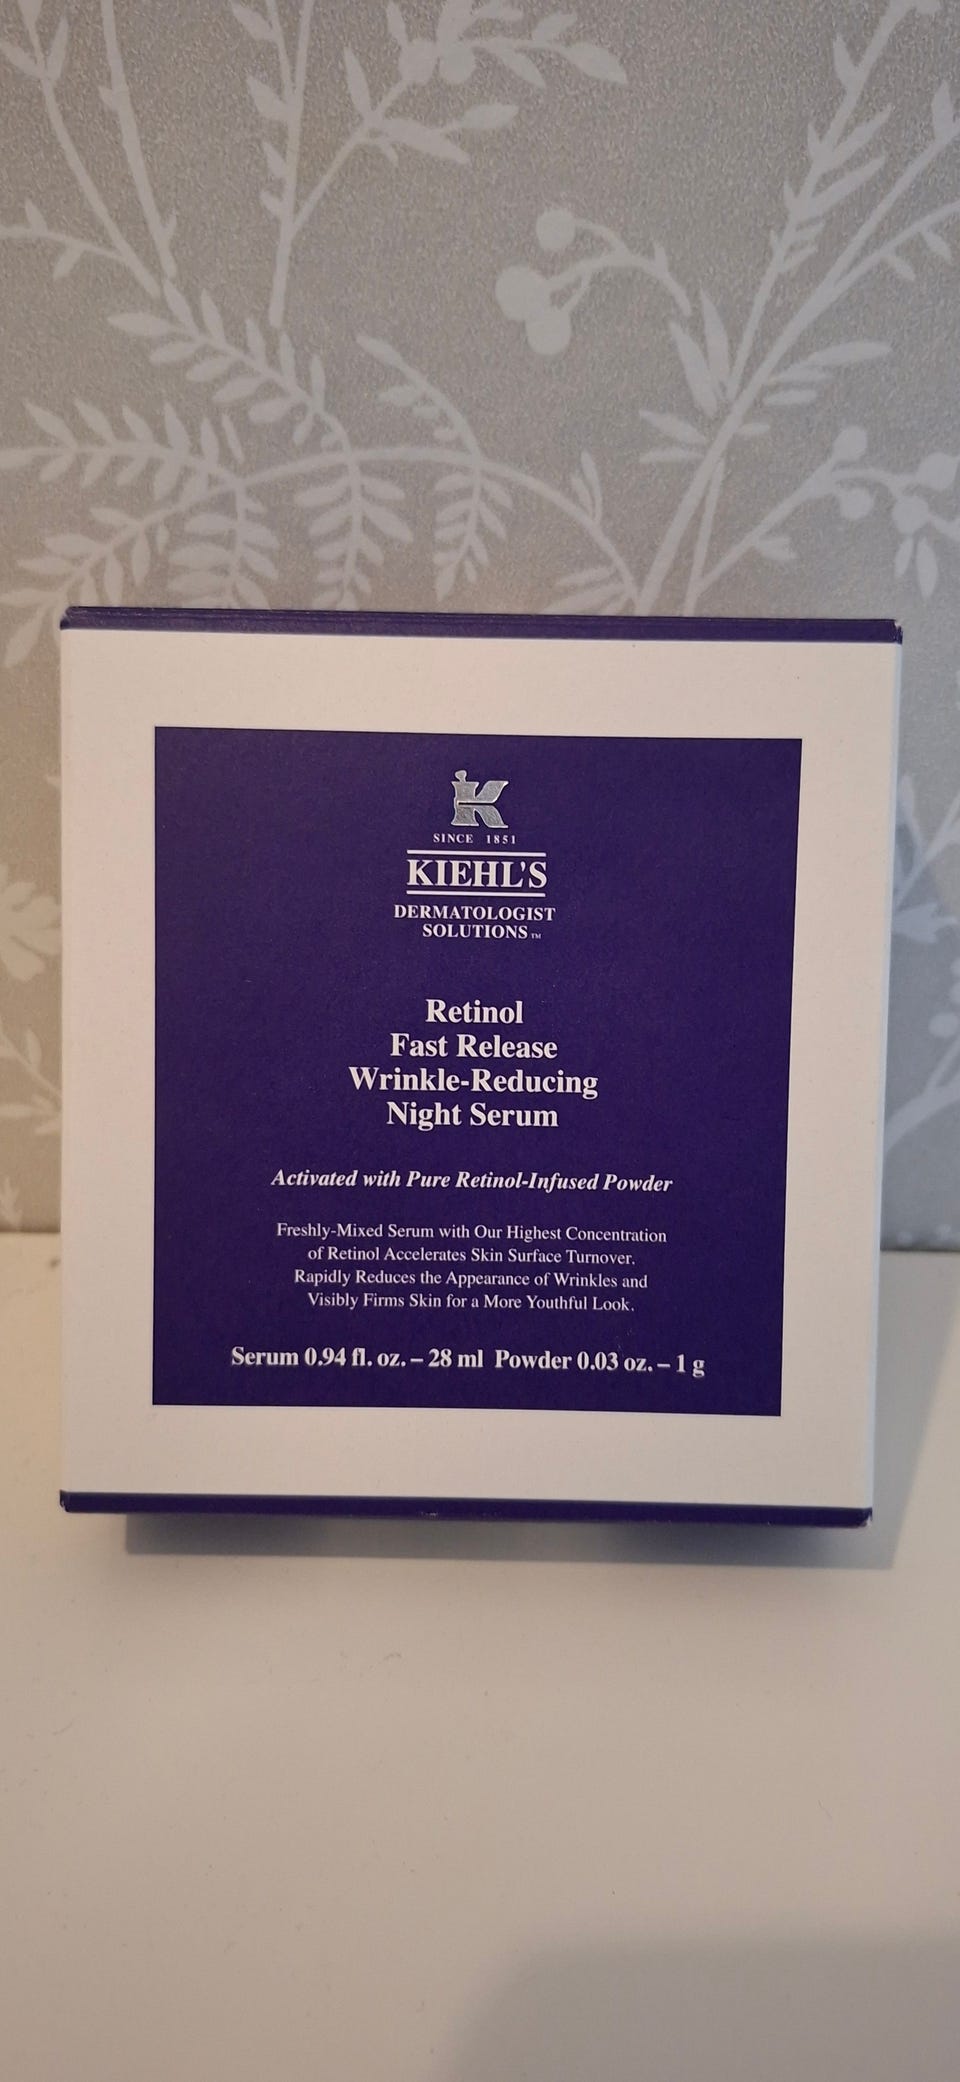 K
SINCE 1851
KIEHL'S
DERMATOLOGIST
SOLUTIONS™
Retinol
Fast Release
Wrinkle-Reducing
Night Serum
Activated with Pure Retinol-Infused Powder
Freshly-Mixed Serum with Our Highest Concentration
of Retinol Accelerates Skin Surface Turnover.
Rapidly Reduces the Appearance of Wrinkles and
Visibly Firms Skin for a More Youthful Look.
Serum 0.94 fl. oz. – 28 ml Powder 0.03 oz. – 1 g